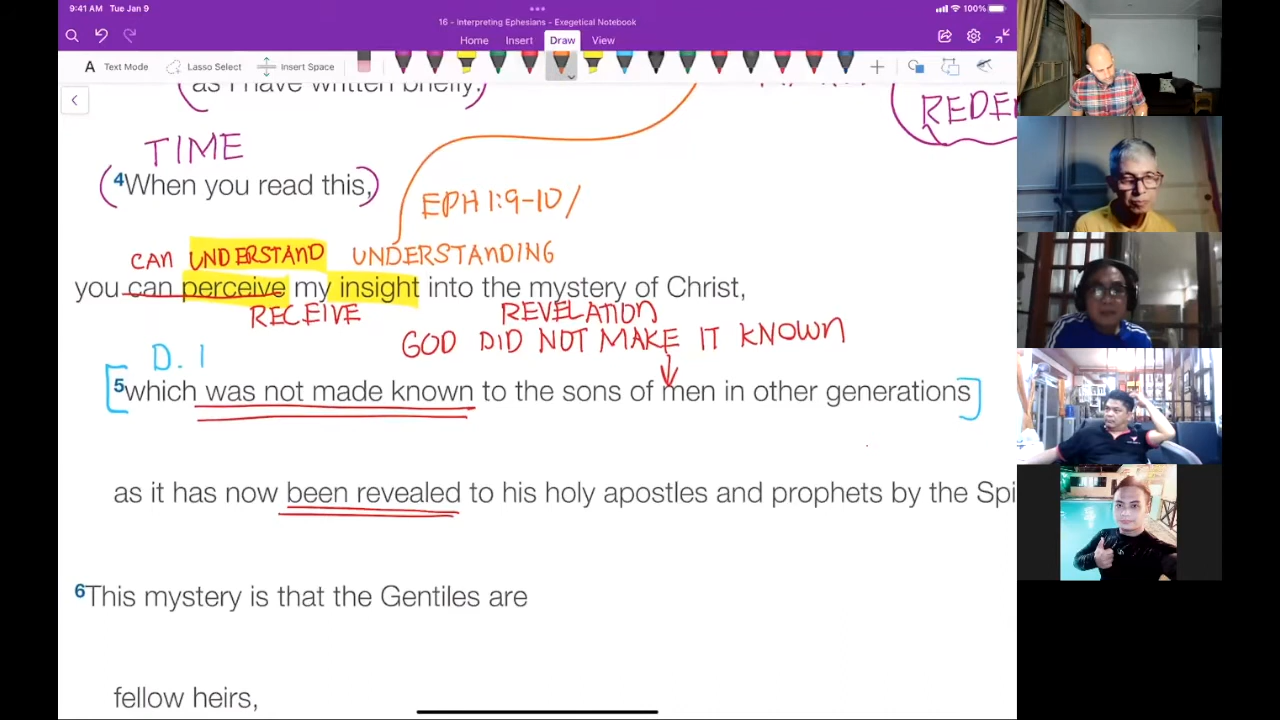 9:41 AM Tue Jan 9
100%
16 - Interpreting Ephesians - Exegetical Notebook
Home Insert Draw View
A Text Mode Lasso Select Insert Space
as I have written briefly.
REDE
TIME
(4When you read this,)
EPH 1:9-10/
CAN UNDERSTAND UNDERSTANDING
you can perceive my insight into the mystery of Christ,
RECEIVE REVELATION
GOD DID NOT MAKE IT KNOWN
D. I
[5which was not made known to the sons of men in other generations]
as it has now been revealed to his holy apostles and prophets by the Spi
6This mystery is that the Gentiles are
fellow heirs,